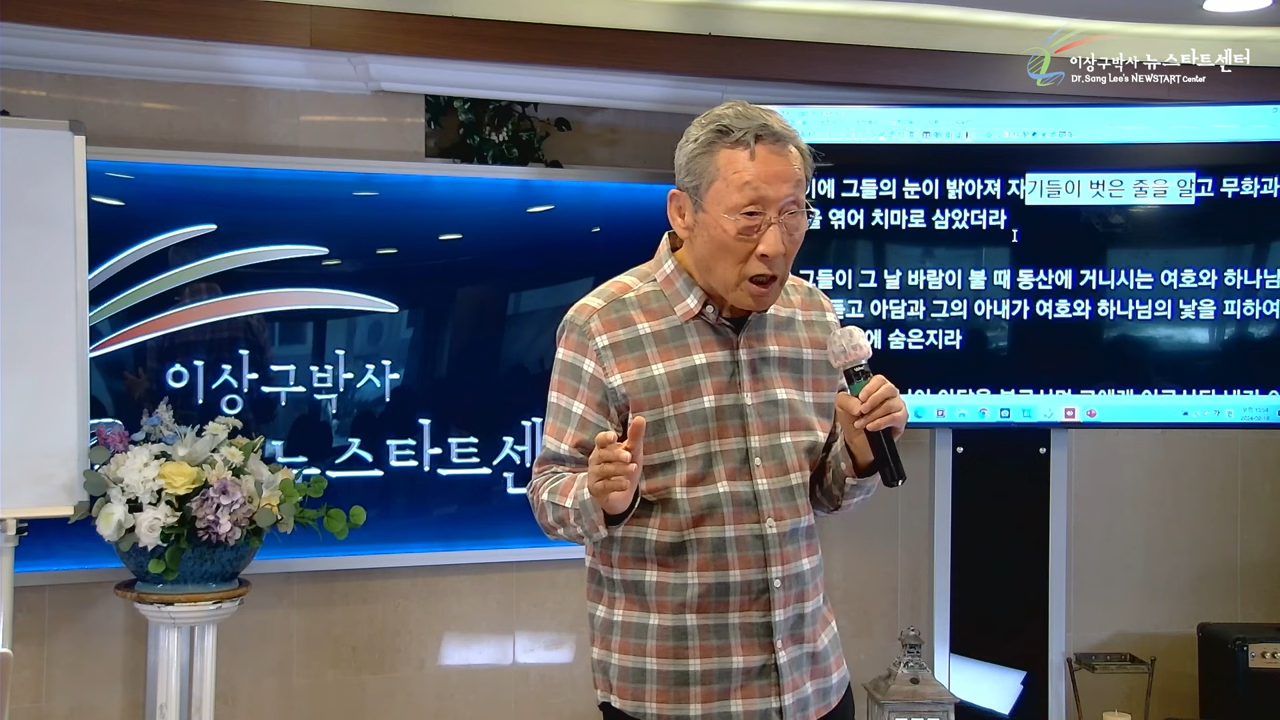 이상구박사 뉴스타트센터
Dr. Sang Lee's NEWSTART Center
이상구박사
뉴스타트센
그들의 눈이 밝아져 자기들이 벗은 줄을 알고 무화과
엮어 치마로 삼았더라
그들이 그 날 바람이 불 때 동산에 거니시는 여호와 하나님
듣고 아담과 그의 아내가 여호와 하나님의 낯을 피하여
에 숨은지라